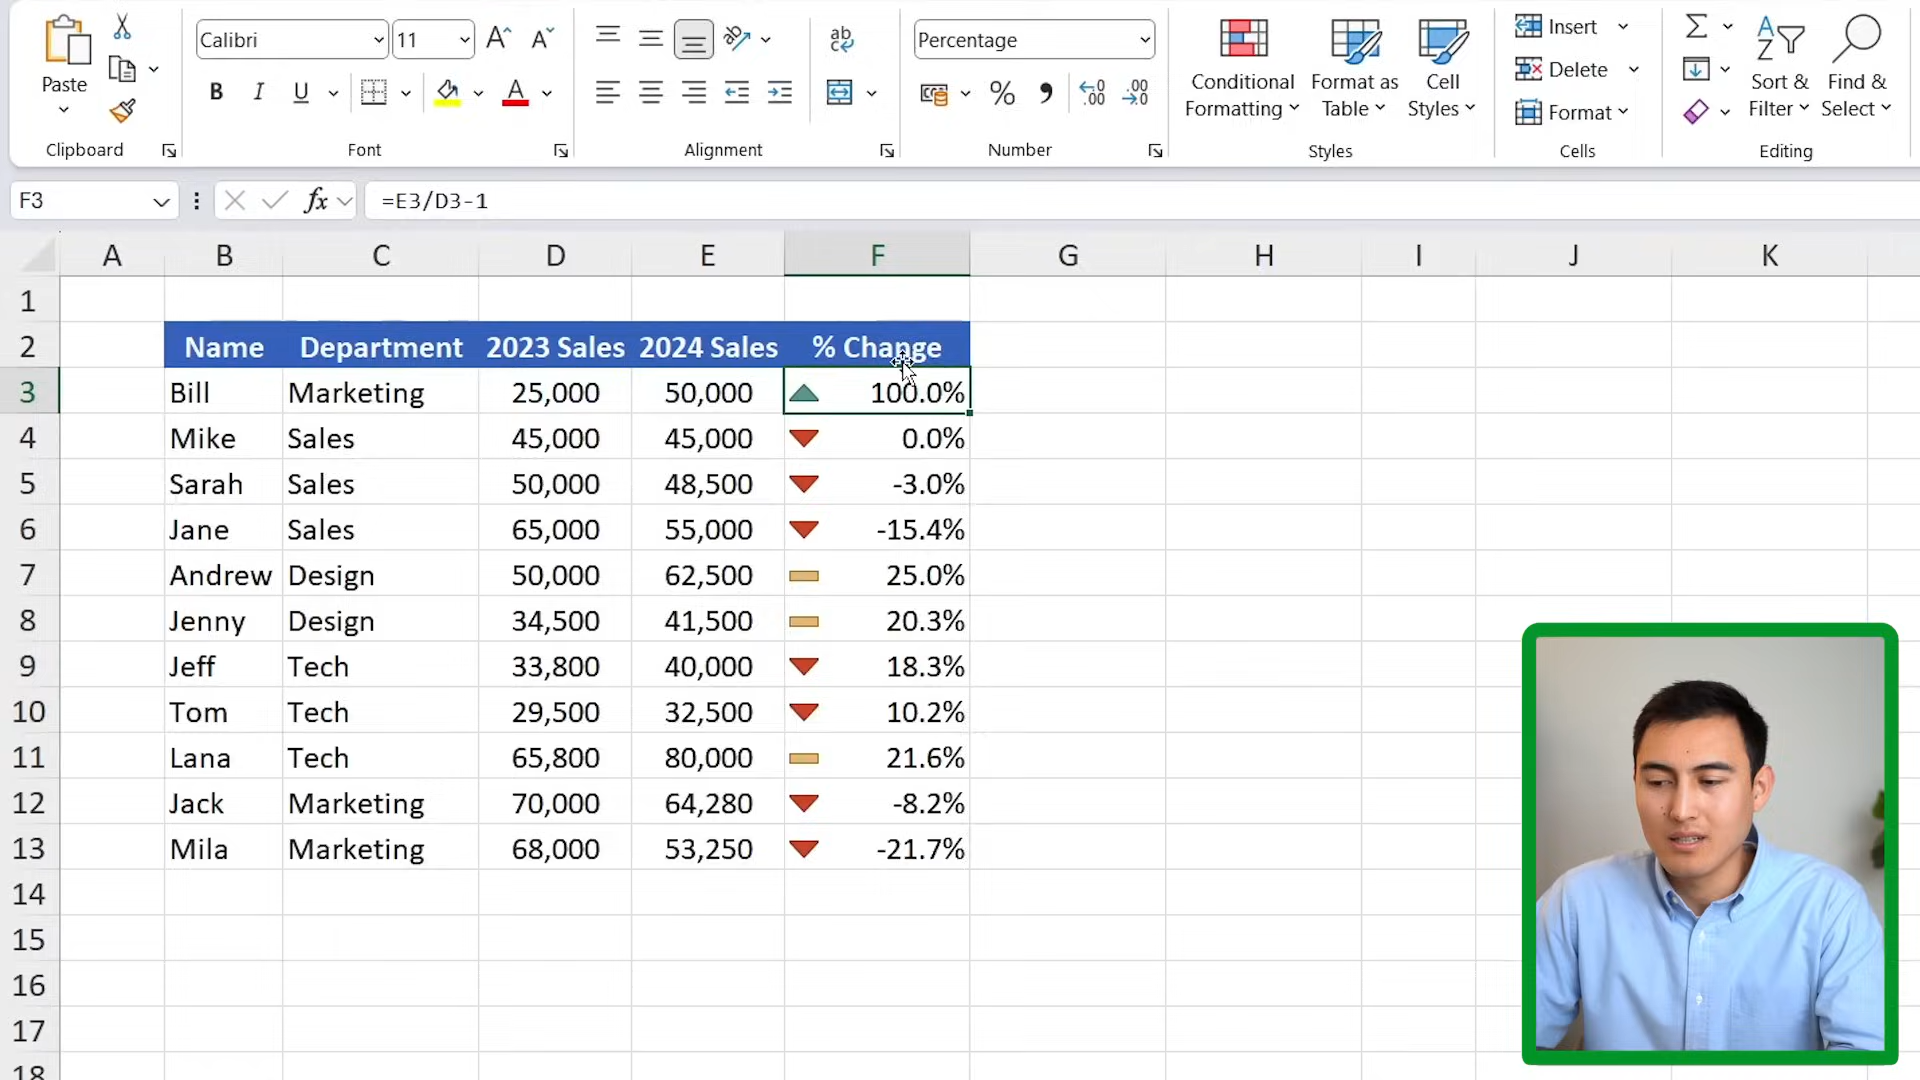 Calibri 11 Percentage
Paste
B I U A
Conditional Formatting
Format as Table
Cell Styles
Insert
Delete
Format
Sort & Filter
Find & Select
Clipboard Font Alignment Number Styles Cells Editing
F3 fx =E3/D3-1
A B C D E F G H I J K
1
2 Name Department 2023 Sales 2024 Sales % Change
3 Bill Marketing 25,000 50,000 100.0%
4 Mike Sales 45,000 45,000 0.0%
5 Sarah Sales 50,000 48,500 -3.0%
6 Jane Sales 65,000 55,000 -15.4%
7 Andrew Design 50,000 62,500 25.0%
8 Jenny Design 34,500 41,500 20.3%
9 Jeff Tech 33,800 40,000 18.3%
10 Tom Tech 29,500 32,500 10.2%
11 Lana Tech 65,800 80,000 21.6%
12 Jack Marketing 70,000 64,280 -8.2%
13 Mila Marketing 68,000 53,250 -21.7%
14
15
16
17
18